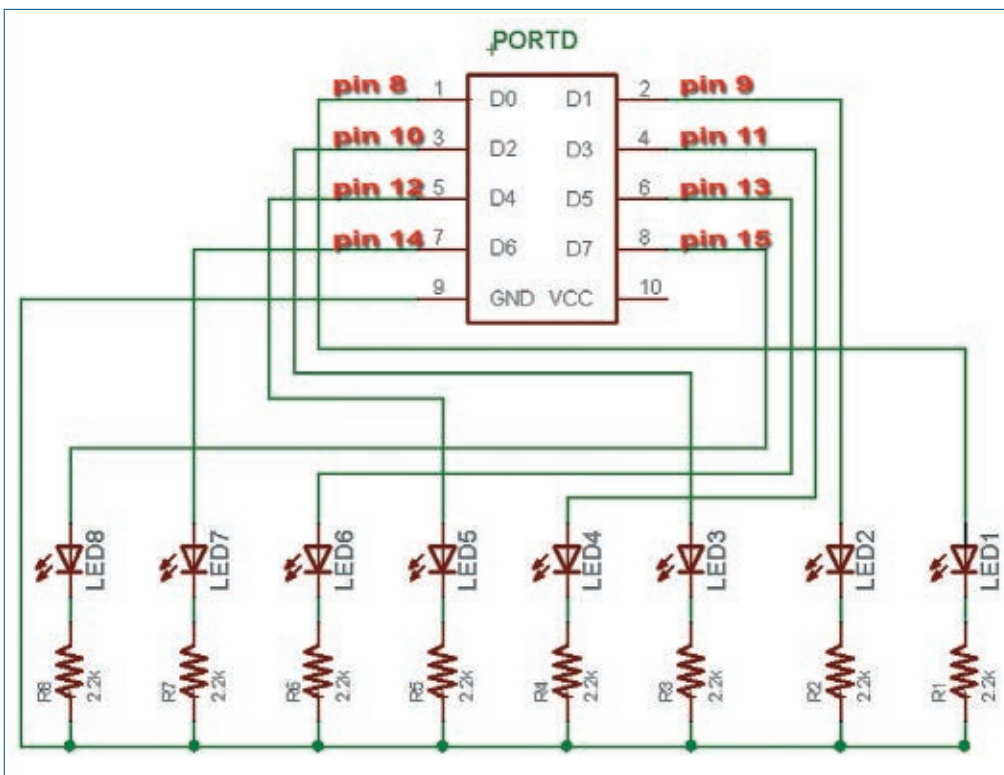 PORTD
pin 8 1 D0 D1 2 pin 9
pin 10 3 D2 D3 4 pin 11
pin 12 5 D4 D5 6 pin 13
pin 14 7 D6 D7 8 pin 15
9 GND VCC 10
LED8 LED7 LED6 LED5 LED4 LED3 LED2 LED1
R8 2.2k R7 2.2k R6 2.2k R5 2.2k R4 2.2k R3 2.2k R2 2.2k R1 2.2k